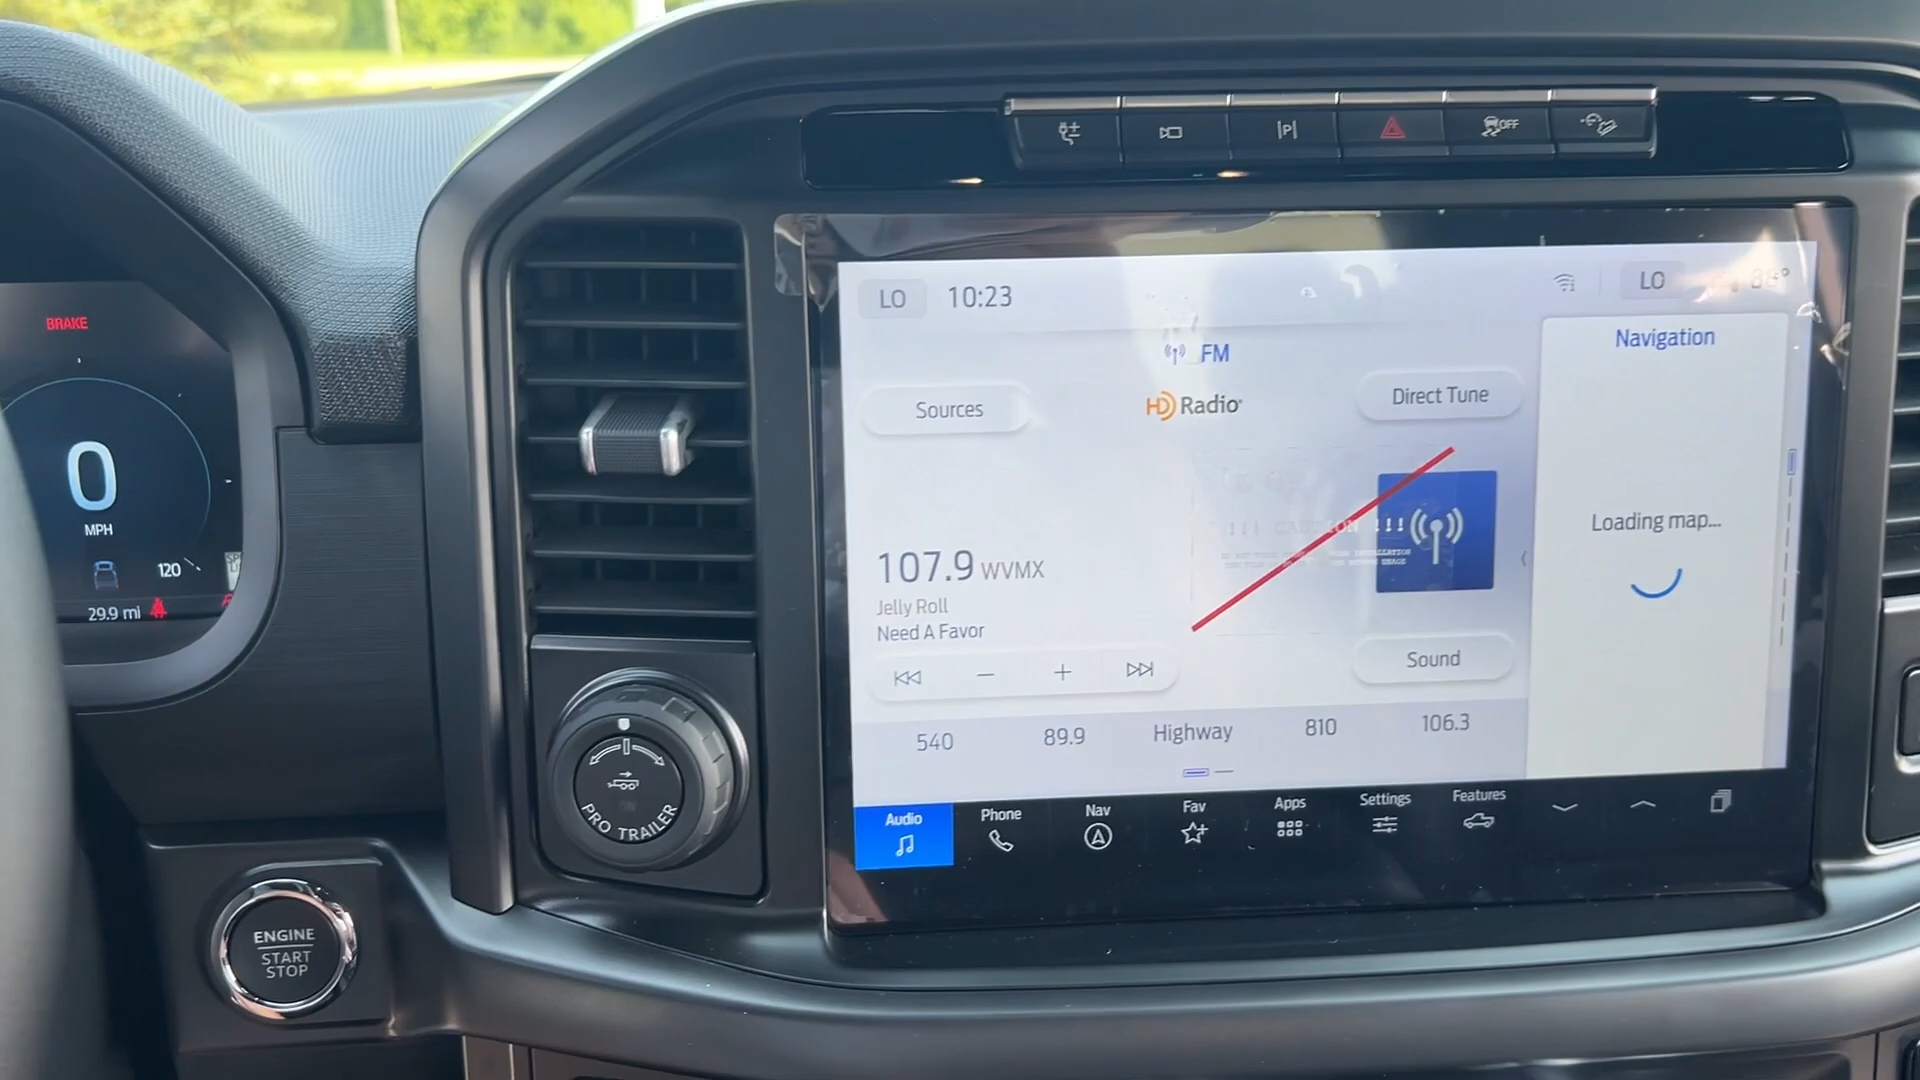 BRAKE
0
MPH
120
29.9 mi
ENGINE
START
STOP
PRO TRAILER
P
OFF
LO
10:23
LO
88°
FM
Sources
HD Radio
Direct Tune
107.9 WVMX
Jelly Roll
Need A Favor
Sound
540
89.9
Highway
810
106.3
Navigation
Loading map...
!!! CAUTION !!!
Audio
Phone
Nav
Fav
Apps
Settings
Features